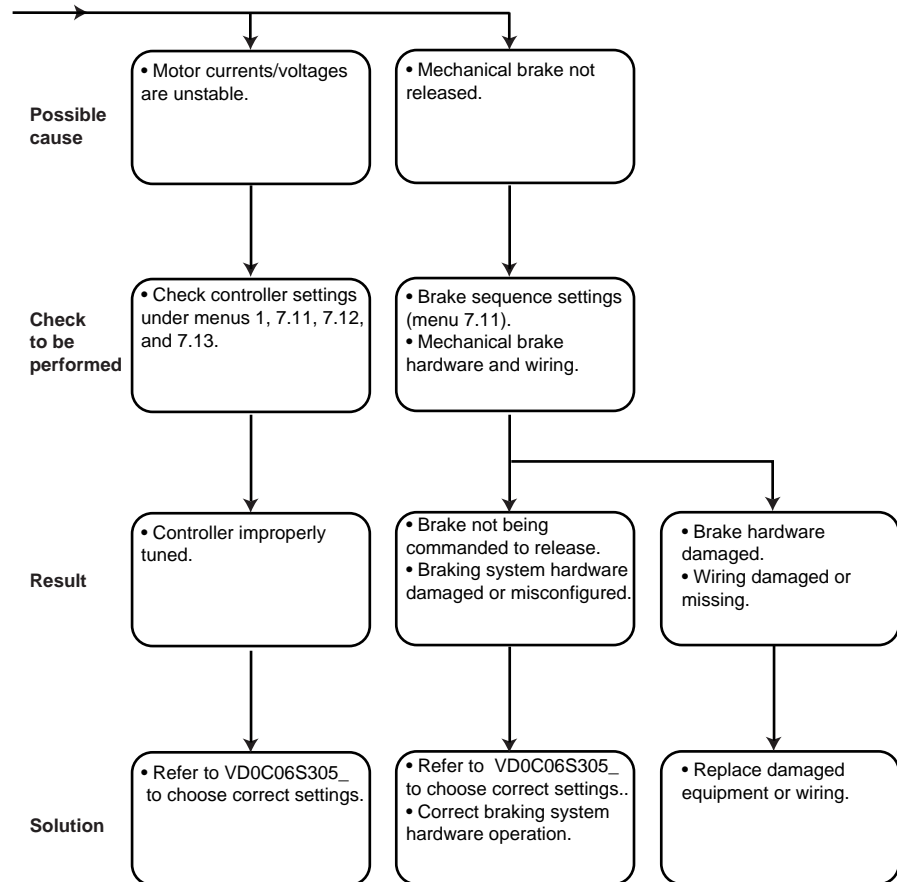 Possible
cause
• Motor currents/voltages
are unstable.
• Mechanical brake not
released.
Check
to be
performed
• Check controller settings
under menus 1, 7.11, 7.12,
and 7.13.
• Brake sequence settings
(menu 7.11).
• Mechanical brake
hardware and wiring.
Result
• Controller improperly
tuned.
• Brake not being
commanded to release.
• Braking system hardware
damaged or misconfigured.
• Brake hardware
damaged.
• Wiring damaged or
missing.
Solution
• Refer to VD0C06S305_
to choose correct settings.
• Refer to VD0C06S305_
to choose correct settings..
• Correct braking system
hardware operation.
• Replace damaged
equipment or wiring.